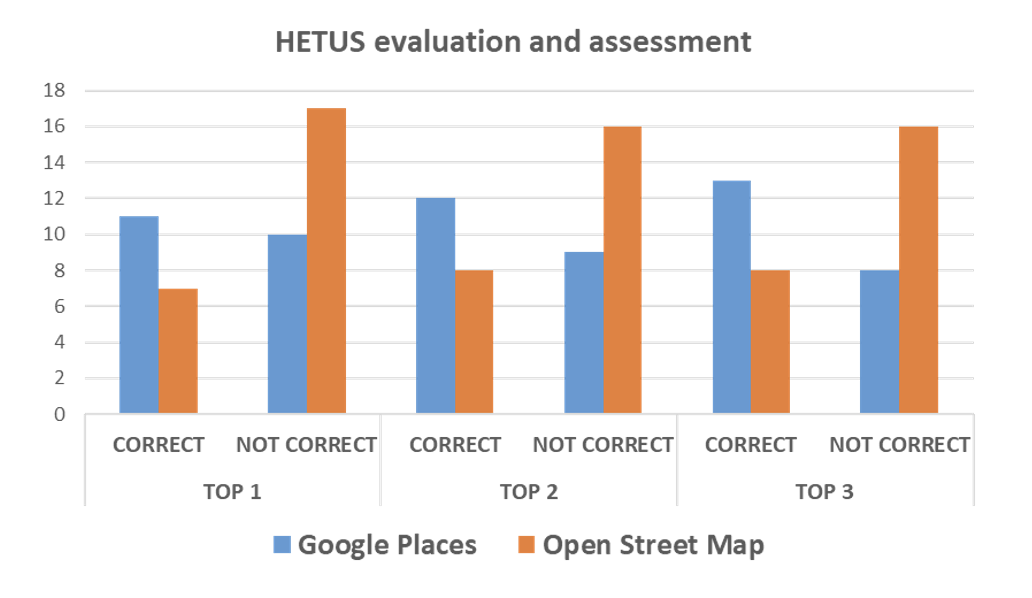 HETUS evaluation and assessment
18
16
14
12
10
8
6
4
2
0
CORRECT NOT CORRECT CORRECT NOT CORRECT CORRECT NOT CORRECT
TOP 1 TOP 2 TOP 3
Google Places Open Street Map